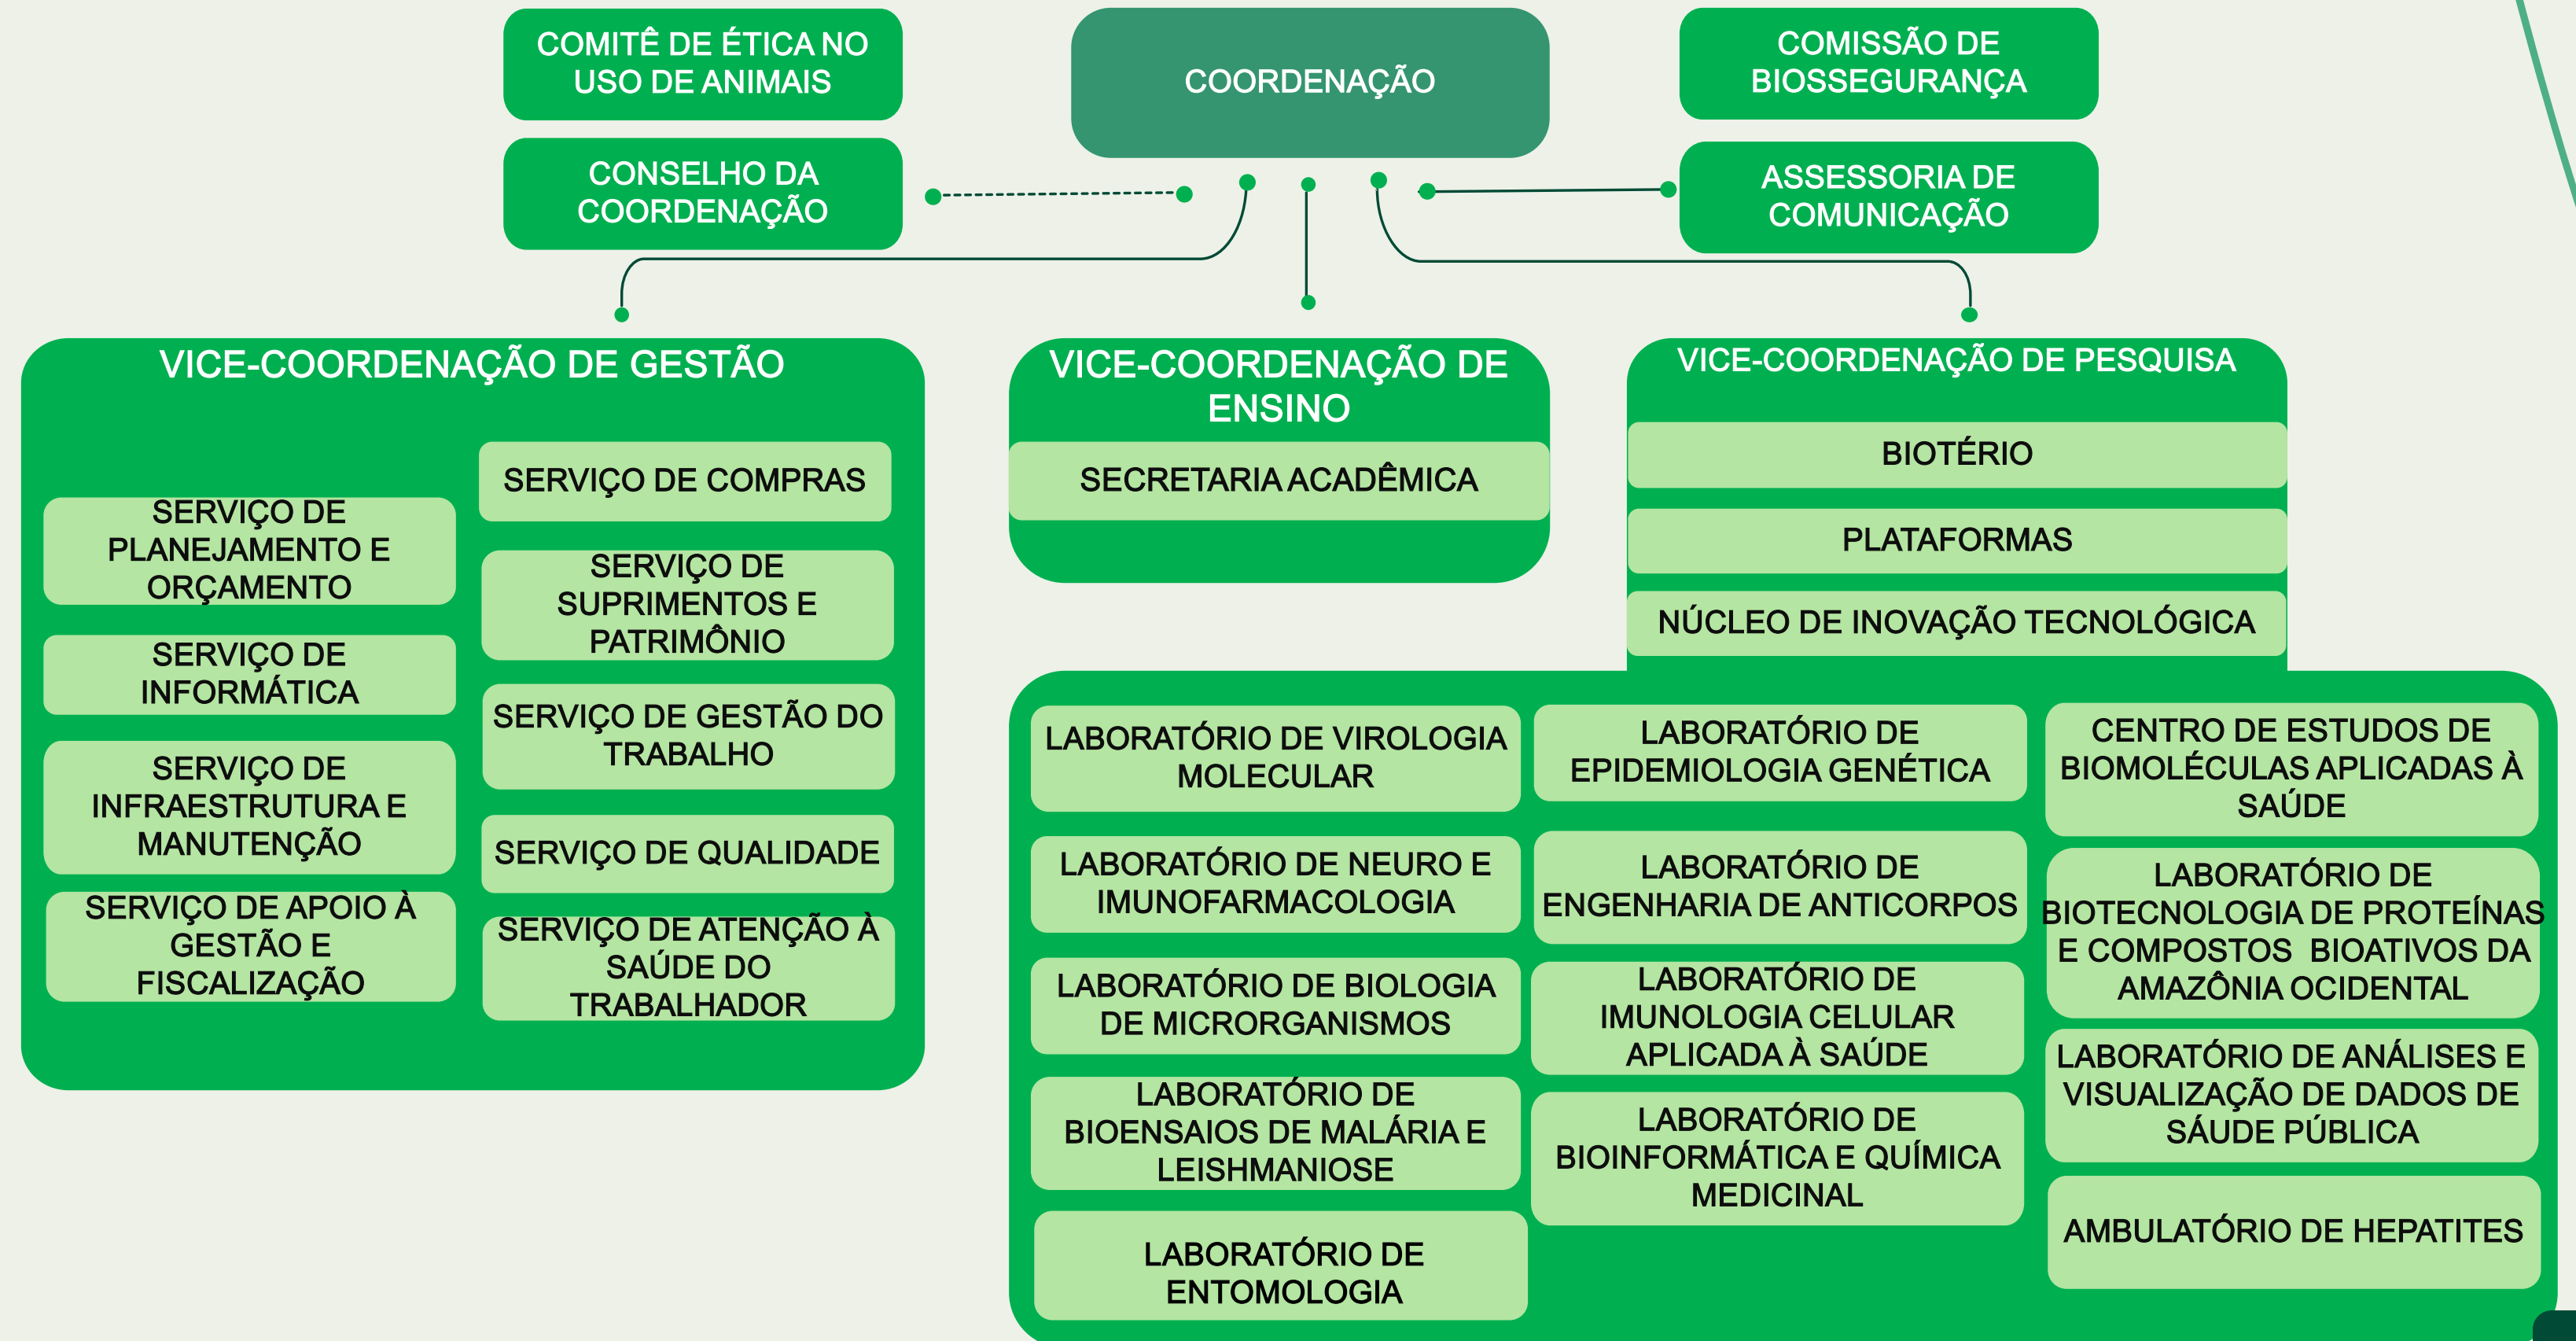 COMITÊ DE ÉTICA NO
USO DE ANIMAIS
COORDENAÇÃO
COMISSÃO DE
BIOSSEGURANÇA
CONSELHO DA
COORDENAÇÃO
ASSESSORIA DE
COMUNICAÇÃO
VICE-COORDENAÇÃO DE GESTÃO
SERVIÇO DE
PLANEJAMENTO E
ORÇAMENTO
SERVIÇO DE
INFORMÁTICA
SERVIÇO DE
INFRAESTRUTURA E
MANUTENÇÃO
SERVIÇO DE APOIO À
GESTÃO E
FISCALIZAÇÃO
SERVIÇO DE COMPRAS
SERVIÇO DE
SUPRIMENTOS E
PATRIMÔNIO
SERVIÇO DE GESTÃO DO
TRABALHO
SERVIÇO DE QUALIDADE
SERVIÇO DE ATENÇÃO À
SAÚDE DO
TRABALHADOR
VICE-COORDENAÇÃO DE
ENSINO
SECRETARIA ACADÊMICA
VICE-COORDENAÇÃO DE PESQUISA
BIOTÉRIO
PLATAFORMAS
NÚCLEO DE INOVAÇÃO TECNOLÓGICA
LABORATÓRIO DE VIROLOGIA
MOLECULAR
LABORATÓRIO DE NEURO E
IMUNOFARMACOLOGIA
LABORATÓRIO DE BIOLOGIA
DE MICRORGANISMOS
LABORATÓRIO DE
BIOENSAIOS DE MALÁRIA E
LEISHMANIOSE
LABORATÓRIO DE
ENTOMOLOGIA
LABORATÓRIO DE
EPIDEMIOLOGIA GENÉTICA
LABORATÓRIO DE
ENGENHARIA DE ANTICORPOS
LABORATÓRIO DE
IMUNOLOGIA CELULAR
APLICADA À SAÚDE
LABORATÓRIO DE
BIOINFORMÁTICA E QUÍMICA
MEDICINAL
CENTRO DE ESTUDOS DE
BIOMOLÉCULAS APLICADAS À
SAÚDE
LABORATÓRIO DE
BIOTECNOLOGIA DE PROTEÍNAS
E COMPOSTOS  BIOATIVOS DA
AMAZÔNIA OCIDENTAL
LABORATÓRIO DE ANÁLISES E
VISUALIZAÇÃO DE DADOS DE
SÁUDE PÚBLICA
AMBULATÓRIO DE HEPATITES